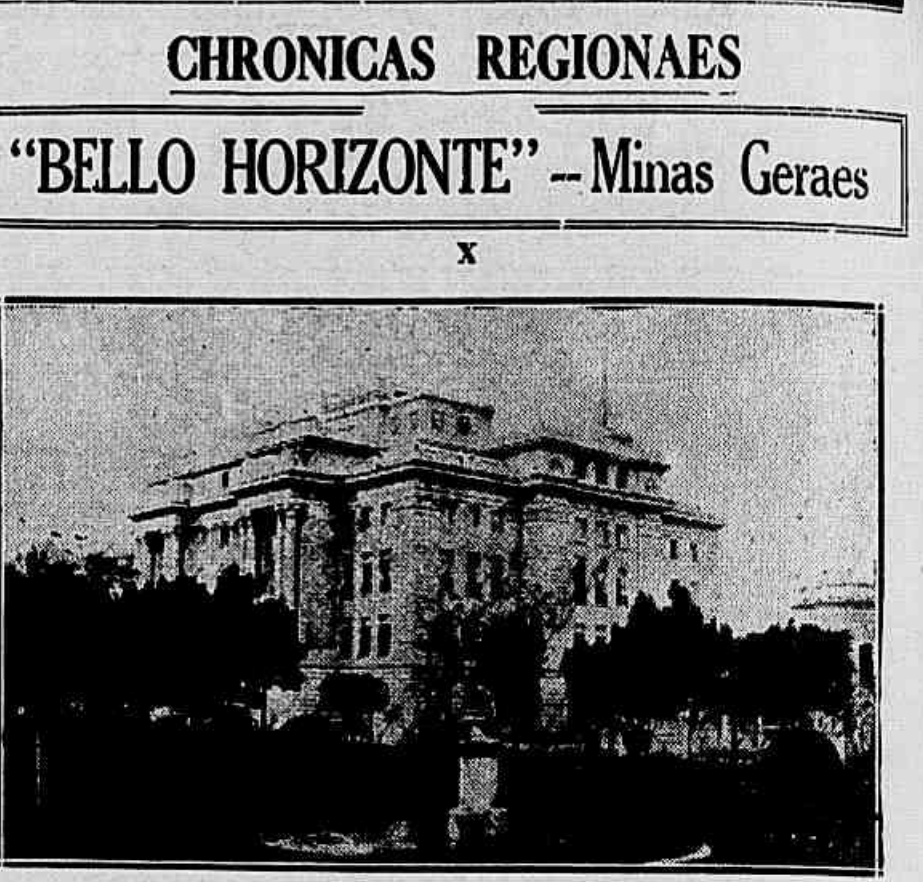 CHRONICAS REGIONAES
“BELLO HORIZONTE” -- Minas Geraes
x